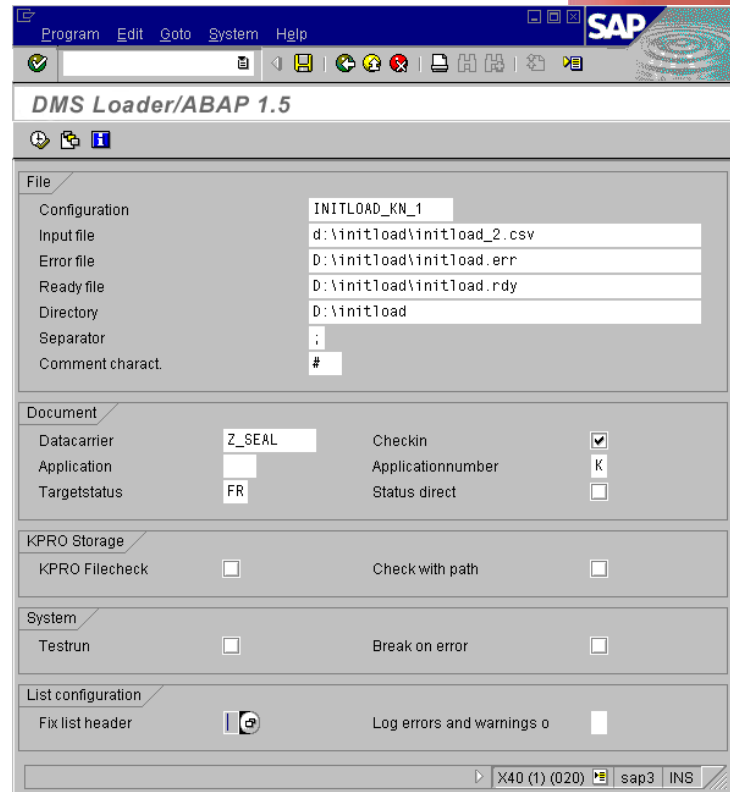 Program Edit Goto System Help
SAP
DMS Loader/ABAP 1.5
File
Configuration INITLOAD_KN_1
Input file d:\initload\initload_2.csv
Error file D:\initload\initload.err
Ready file D:\initload\initload.rdy
Directory D:\initload
Separator ;
Comment charact. #
Document
Datacarrier Z_SEAL Checkin
Application Applicationnumber K
Targetstatus FR Status direct
KPRO Storage
KPRO Filecheck Check with path
System
Testrun Break on error
List configuration
Fix list header Log errors and warnings o
X40 (1) (020) sap3 INS